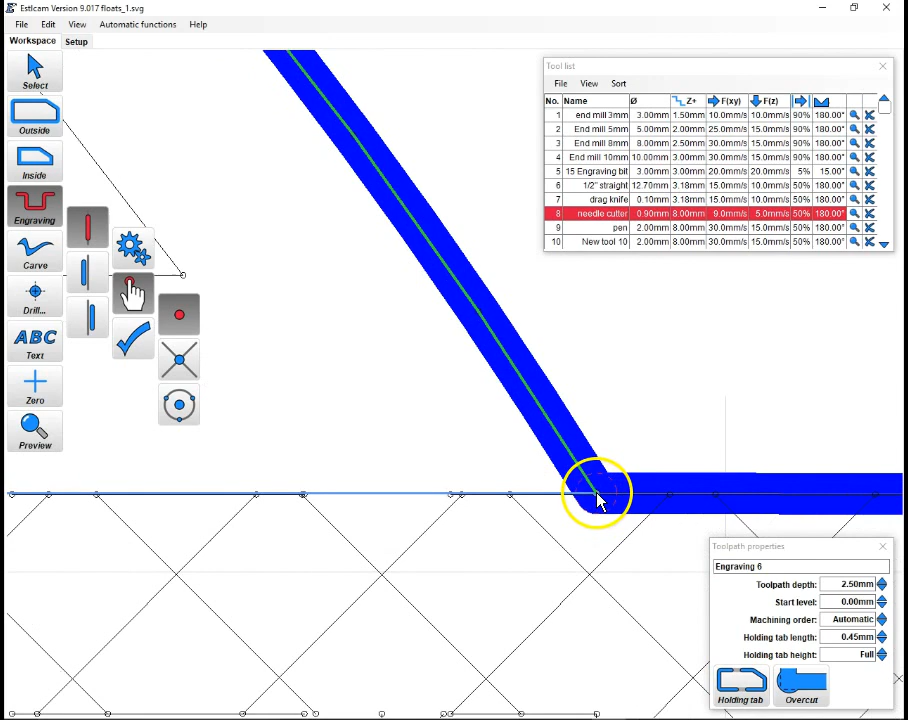 Estlcam Version 9.017 floats_1.svg
File Edit View Automatic functions Help
Workspace Setup
Select
Outside
Inside
Engraving
Carve
Drill...
ABC
Text
Zero
Preview
Tool list
File View Sort
No. Name Ø Z+ F(xy) F(z)
1 end mill 3mm 3.00mm 1.50mm 10.0mm/s 10.0mm/s 90% 180.00°
2 End mill 5mm 5.00mm 2.00mm 25.0mm/s 15.0mm/s 90% 180.00°
3 End mill 8mm 8.00mm 2.50mm 30.0mm/s 15.0mm/s 90% 180.00°
4 End mill 10mm 10.00mm 3.00mm 30.0mm/s 15.0mm/s 90% 180.00°
5 15 Engraving bit 3.00mm 3.00mm 20.0mm/s 20.0mm/s 5% 15.00°
6 1/2" straight 12.70mm 3.18mm 15.0mm/s 10.0mm/s 50% 180.00°
7 drag knife 0.10mm 3.18mm 15.0mm/s 10.0mm/s 50% 180.00°
8 needle cutter 0.90mm 8.00mm 9.0mm/s 5.0mm/s 50% 180.00°
9 pen 2.00mm 8.00mm 30.0mm/s 15.0mm/s 50% 180.00°
10 New tool 10 2.00mm 8.00mm 30.0mm/s 15.0mm/s 50% 180.00°
Toolpath properties
Engraving 6
Toolpath depth: 2.50mm
Start level: 0.00mm
Machining order: Automatic
Holding tab length: 0.45mm
Holding tab height: Full
Holding tab Overcut